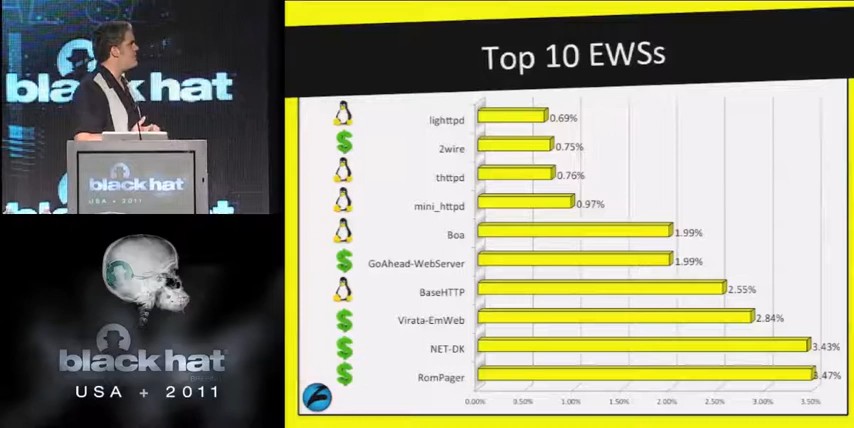 black hat
black hat
USA + 2011
black hat
USA + 2011
Top 10 EWSs
lighttpd 0.69%
2wire 0.75%
thttpd 0.76%
mini_httpd 0.97%
Boa 1.99%
GoAhead-WebServer 1.99%
BaseHTTP 2.55%
Virata-EmWeb 2.84%
NET-DK 3.43%
RomPager 3.47%
0.00% 0.50% 1.00% 1.50% 2.00% 2.50% 3.00% 3.50%